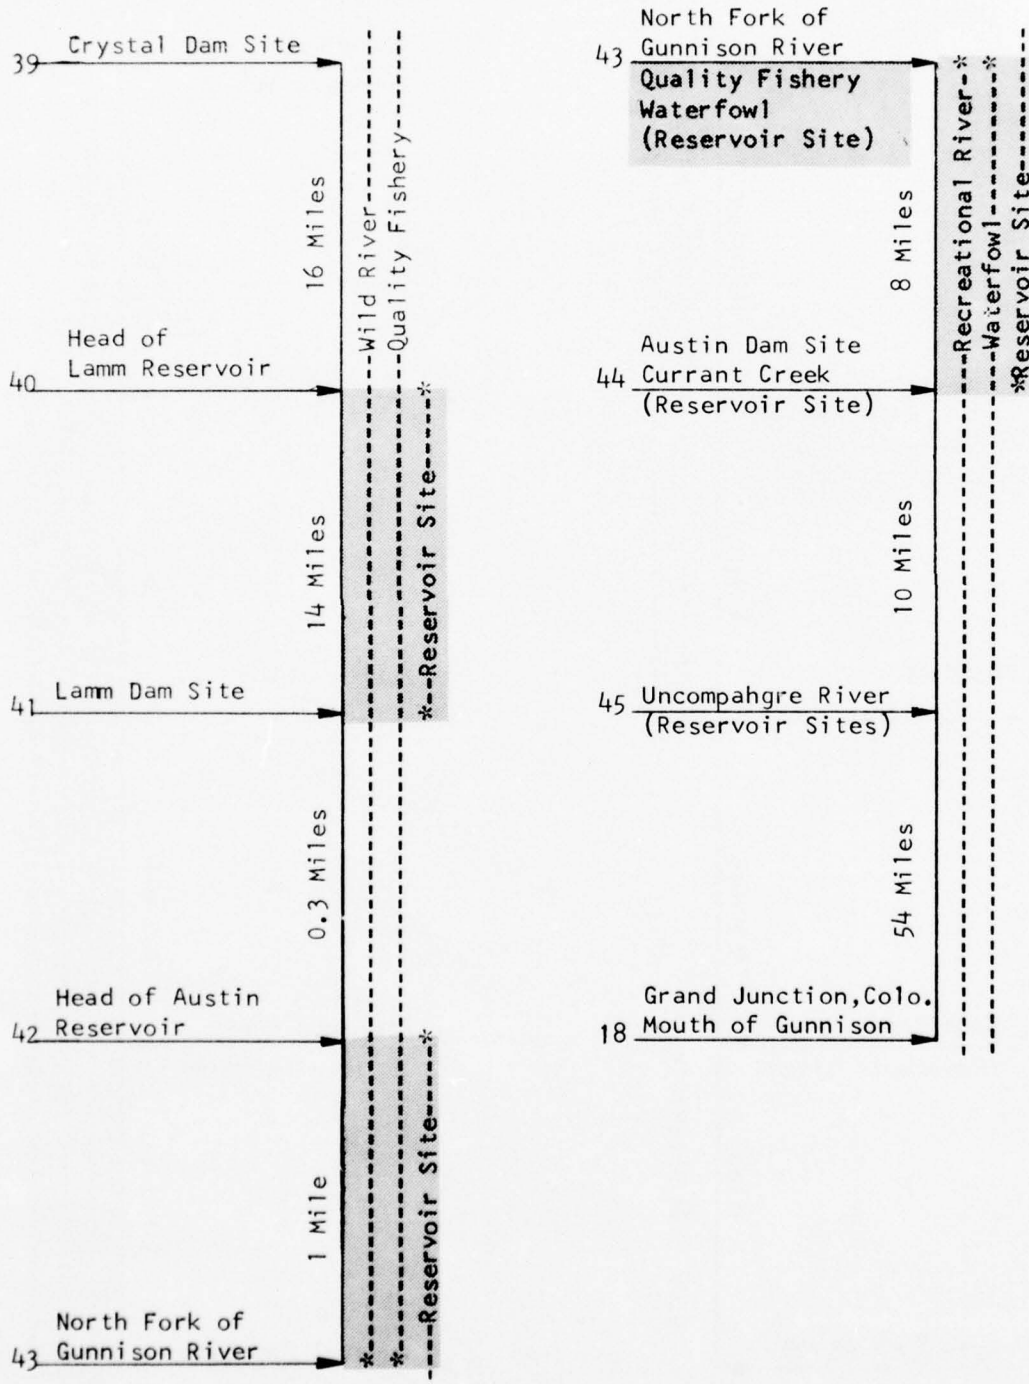 Crystal Dam Site
39
16 Miles
Wild River
Quality Fishery
Head of
Lamm Reservoir
40
14 Miles
*--Reservoir Site-----*
Lamm Dam Site
41
0.3 Miles
Head of Austin
Reservoir
42
1 Mile
Reservoir Site-----*
North Fork of
Gunnison River
43
North Fork of
Gunnison River
43
Quality Fishery
Waterfowl
(Reservoir Site)
8 Miles
Recreational River-*
Waterfowl----------*
*Reservoir Site
Austin Dam Site
44 Currant Creek
(Reservoir Site)
10 Miles
45 Uncompahgre River
(Reservoir Sites)
54 Miles
Grand Junction,Colo.
18 Mouth of Gunnison